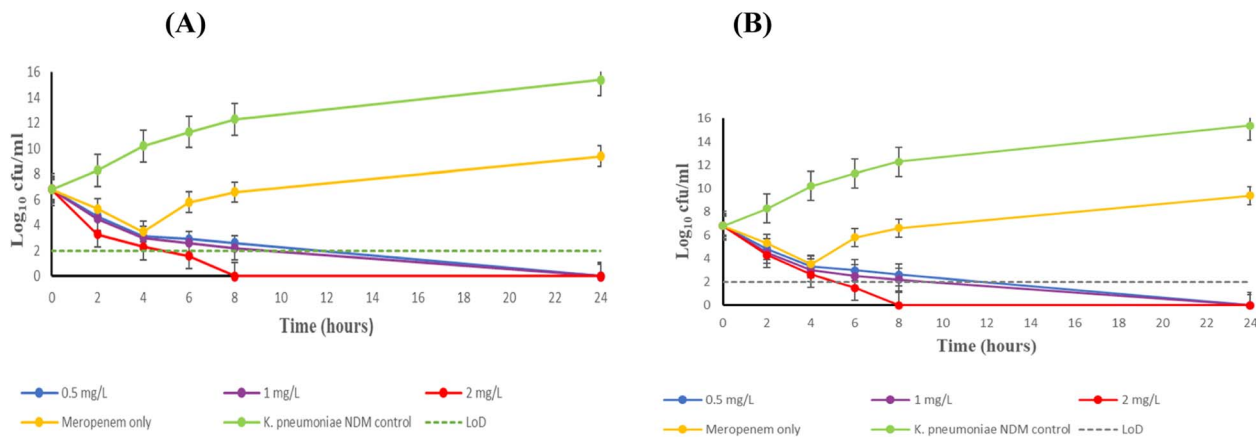 (A)
Log10 cfu/ml
16
14
12
10
8
6
4
2
0
0 2 4 6 8 10 12 14 16 18 20 22 24
Time (hours)
0.5 mg/L 1 mg/L 2 mg/L
Meropenem only K. pneumoniae NDM control LoD
(B)
Log10 cfu/ml
16
14
12
10
8
6
4
2
0
0 2 4 6 8 10 12 14 16 18 20 22 24
Time (hours)
0.5 mg/L 1 mg/L 2 mg/L
Meropenem only K. pneumoniae NDM control LoD